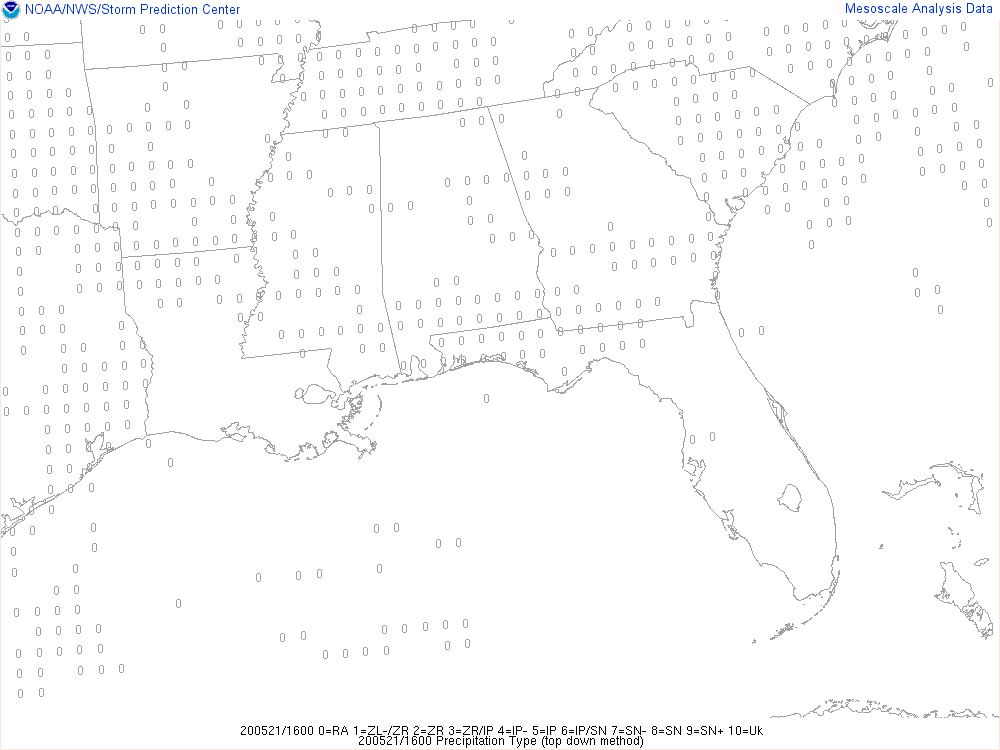 NOAA/NWS/Storm Prediction Center
Mesoscale Analysis Data
200521/1600 0=RA 1=ZL-/ZR 2=ZR 3=ZR/IP 4=IP- 5=IP 6=IP/SN 7=SN- 8=SN 9=SN+ 10=Uk
200521/1600 Precipitation Type (top down method)